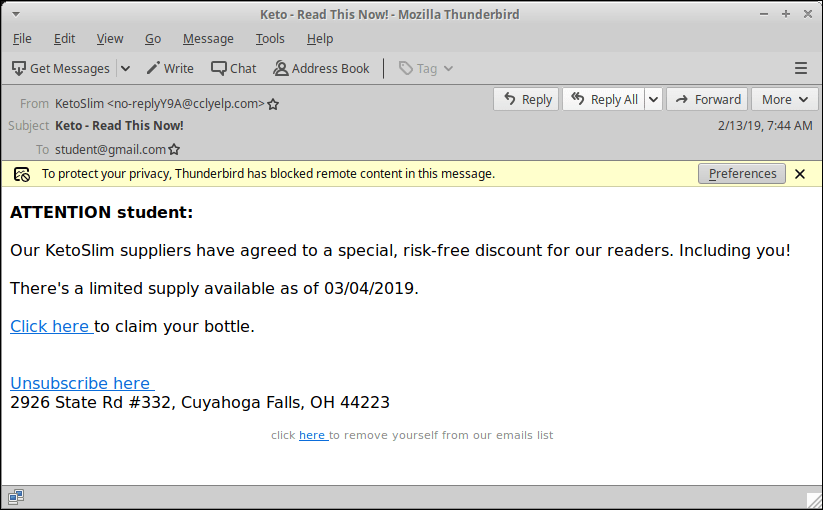 Keto - Read This Now! - Mozilla Thunderbird
File Edit View Go Message Tools Help
Get Messages Write Chat Address Book Tag
From KetoSlim <no-replyY9A@cclyelp.com> Reply Reply All Forward More
Subject Keto - Read This Now! 2/13/19, 7:44 AM
To student@gmail.com
To protect your privacy, Thunderbird has blocked remote content in this message. Preferences
ATTENTION student:
Our KetoSlim suppliers have agreed to a special, risk-free discount for our readers. Including you!
There's a limited supply available as of 03/04/2019.
Click here to claim your bottle.
Unsubscribe here
2926 State Rd #332, Cuyahoga Falls, OH 44223
click here to remove yourself from our emails list